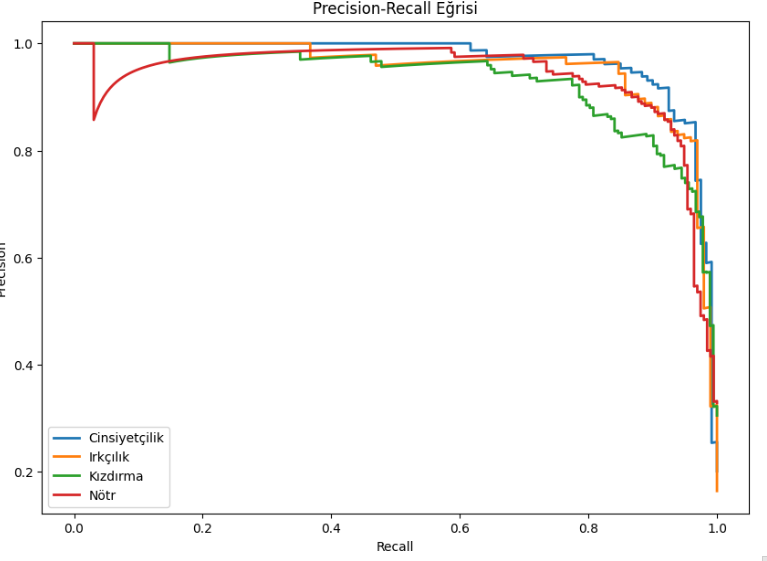 Precision-Recall Eğrisi
1.0
0.8
0.6
0.4
0.2
Precision
Cinsiyetçilik
Irkçılık
Kızdırma
Nötr
0.0 0.2 0.4 0.6 0.8 1.0
Recall